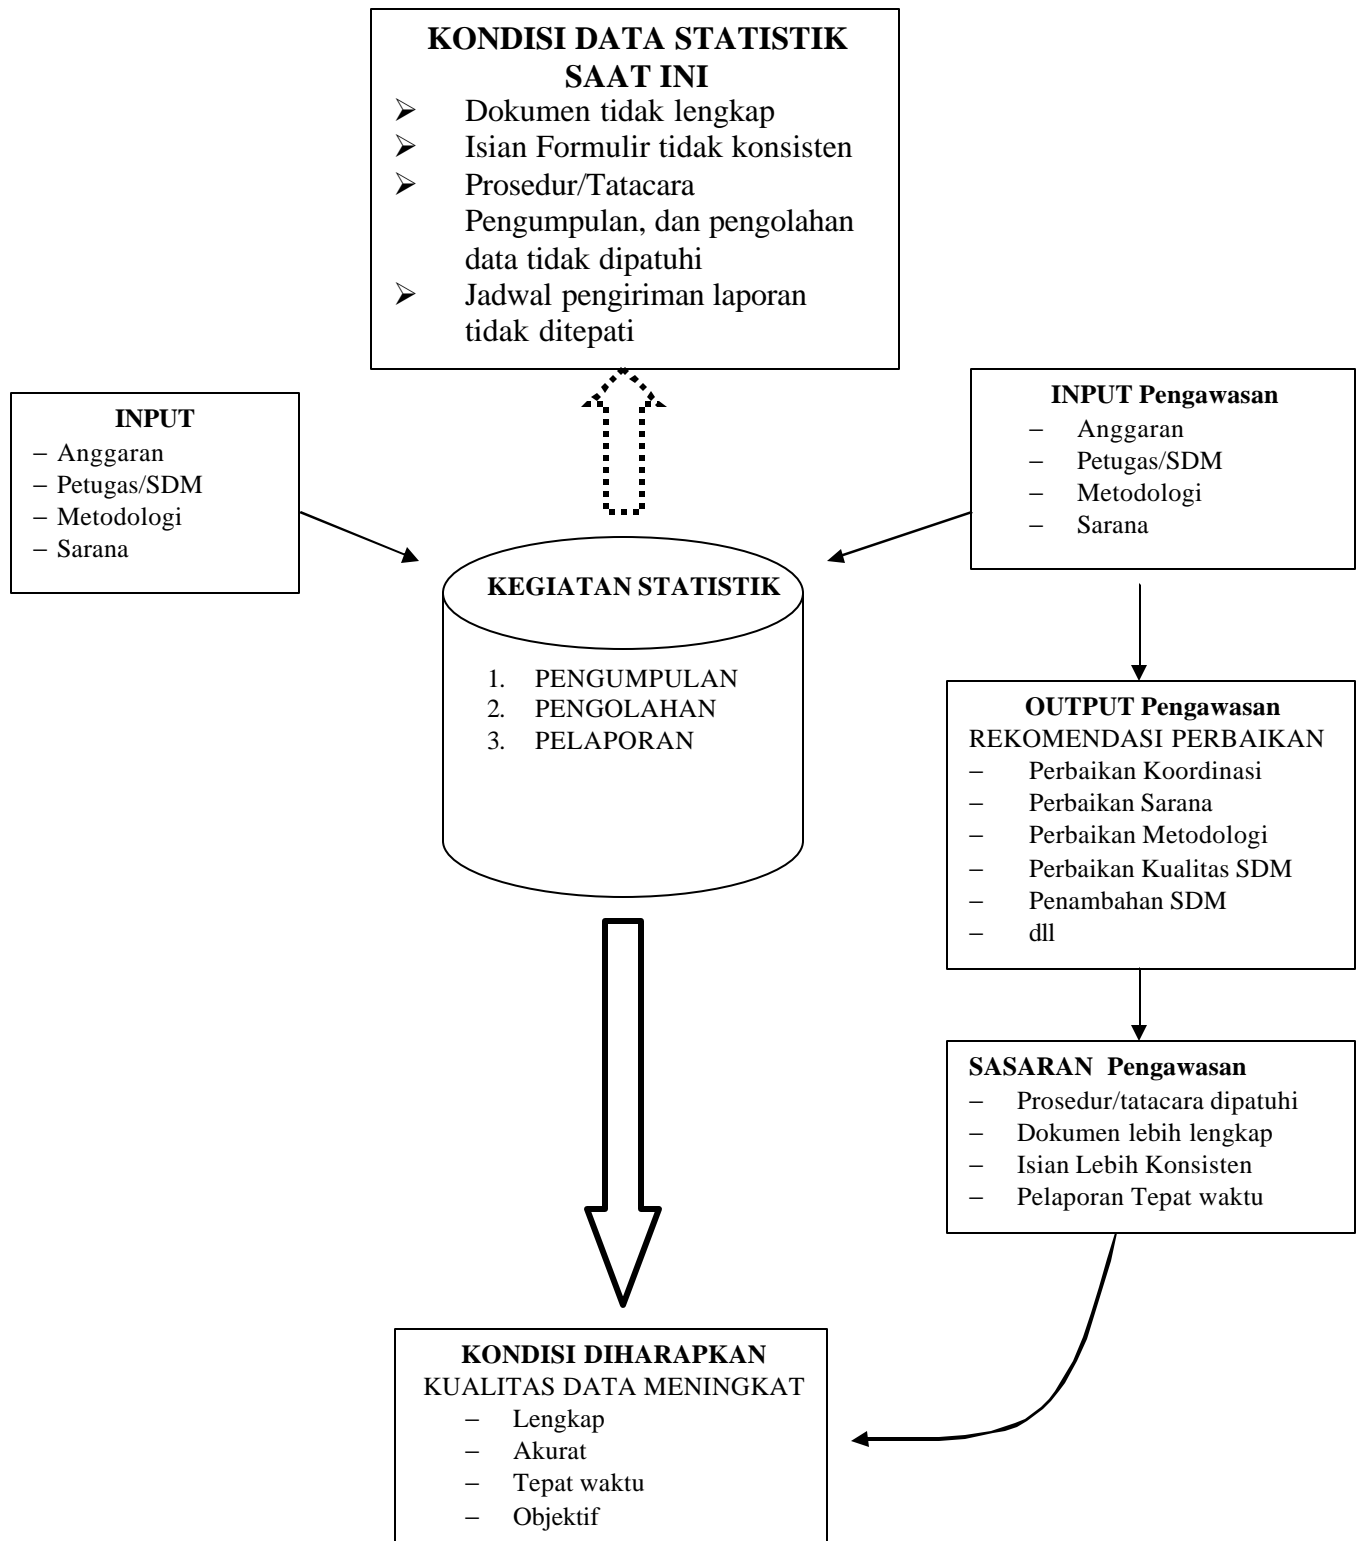 KONDISI DATA STATISTIK
SAAT INI
➢ Dokumen tidak lengkap
➢ Isian Formulir tidak konsisten
➢ Prosedur/Tatacara
Pengumpulan, dan pengolahan
data tidak dipatuhi
➢ Jadwal pengiriman laporan
tidak ditepati
INPUT
– Anggaran
– Petugas/SDM
– Metodologi
– Sarana
INPUT Pengawasan
– Anggaran
– Petugas/SDM
– Metodologi
– Sarana
KEGIATAN STATISTIK
1. PENGUMPULAN
2. PENGOLAHAN
3. PELAPORAN
OUTPUT Pengawasan
REKOMENDASI PERBAIKAN
– Perbaikan Koordinasi
– Perbaikan Sarana
– Perbaikan Metodologi
– Perbaikan Kualitas SDM
– Penambahan SDM
– dll
SASARAN Pengawasan
– Prosedur/tatacara dipatuhi
– Dokumen lebih lengkap
– Isian Lebih Konsisten
– Pelaporan Tepat waktu
KONDISI DIHARAPKAN
KUALITAS DATA MENINGKAT
– Lengkap
– Akurat
– Tepat waktu
– Objektif